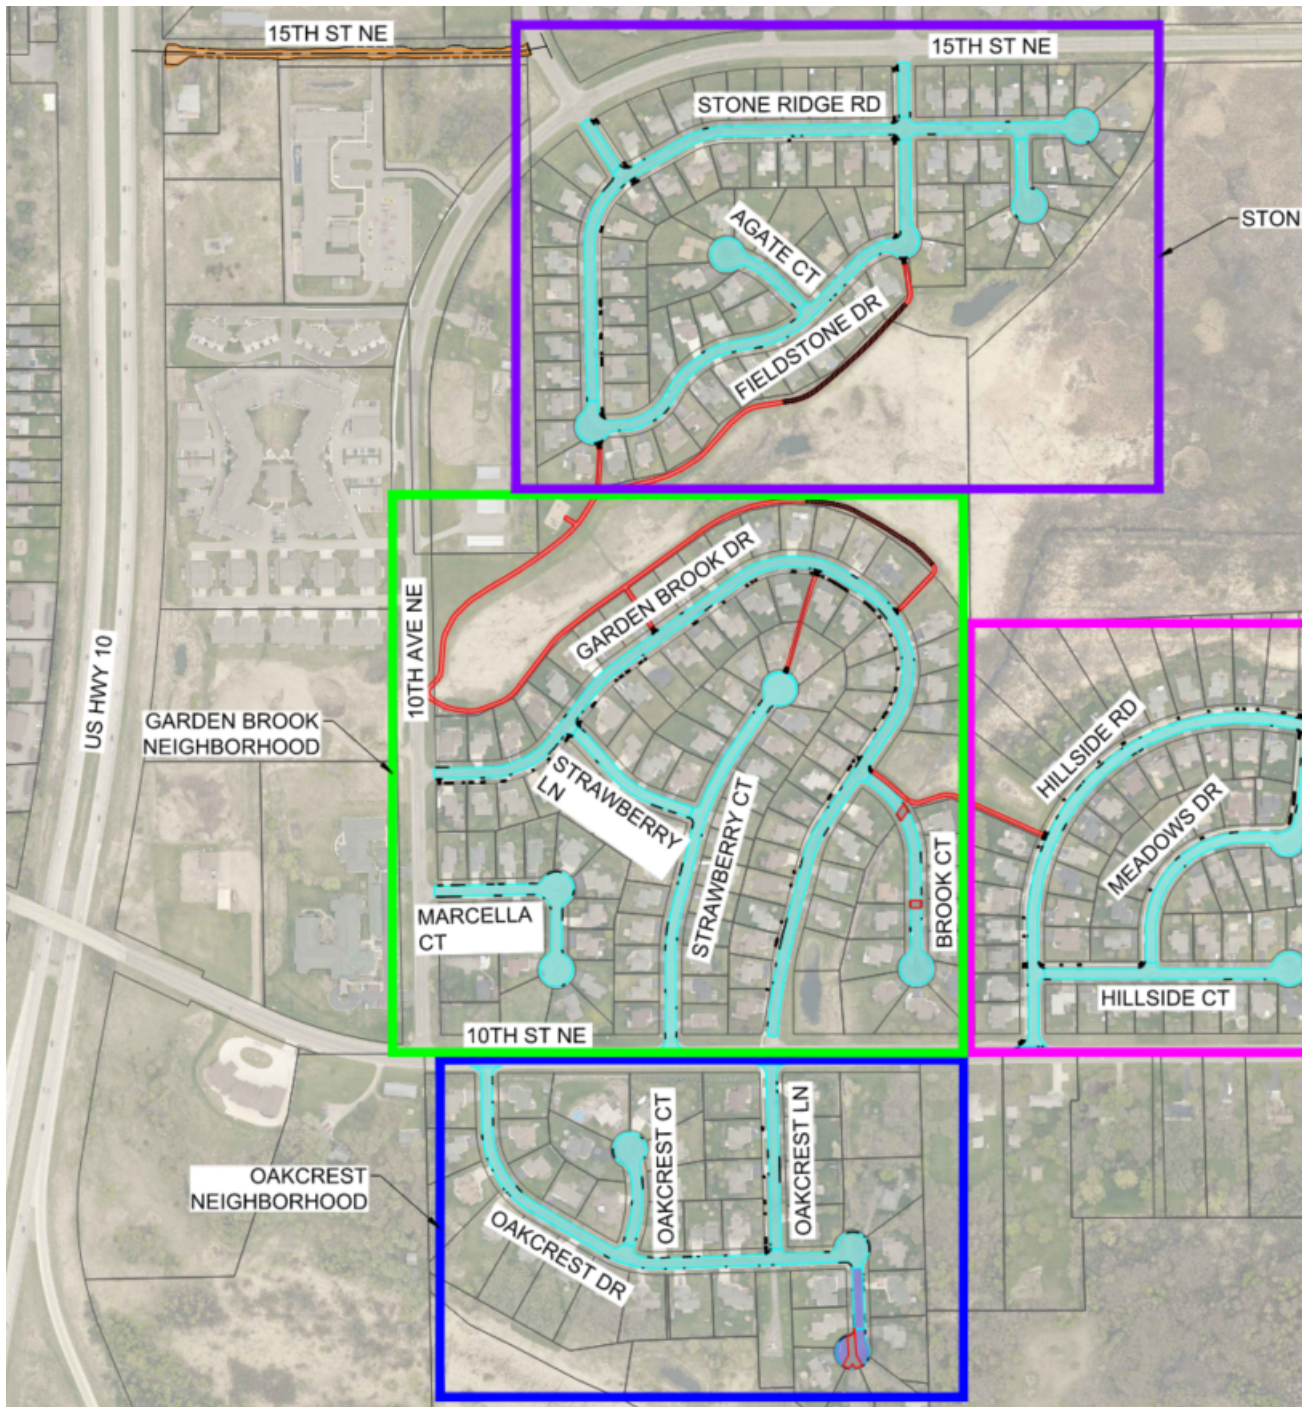 15TH ST NE
15TH ST NE
STONE RIDGE RD
STON
AGATE CT
FIELDSTONE DR
GARDEN BROOK DR
10TH AVE NE
US HWY 10
GARDEN BROOK
NEIGHBORHOOD
STRAWBERRY
LN
STRAWBERRY CT
HILLSIDE RD
MEADOWS DR
BROOK CT
MARCELLA
CT
HILLSIDE CT
10TH ST NE
OAKCREST CT
OAKCREST LN
OAKCREST
NEIGHBORHOOD
OAKCREST DR